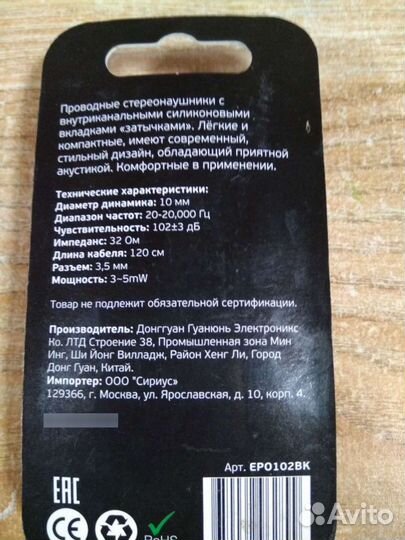 Проводные стереонаушники с
внутриканальными силиконовыми
вкладками «затычками». Лёгкие и
компактные, имеют современный,
стильный дизайн, обладающий приятной
акустикой. Комфортные в применении.
Технические характеристики:
Диаметр динамика: 10 мм
Диапазон частот: 20-20,000 Гц
Чувствительность: 102±3 дБ
Импеданс: 32 Ом
Длина кабеля: 120 см
Разъем: 3,5 мм
Мощность: 3~5mW
Товар не подлежит обязательной сертификации.
Производитель: Донггуан Гуанюнь Электроникс
Ко. ЛТД Строение 38, Промышленная зона Мин
Инг, Ши Йонг Вилладж, Район Хенг Ли, Город
Донг Гуан, Китай.
Импортер: ООО "Сириус"
129366, г. Москва, ул. Ярославская, д. 10, корп. 4.
Арт. EPO102BK
EAC
CE
RoHS
Avito